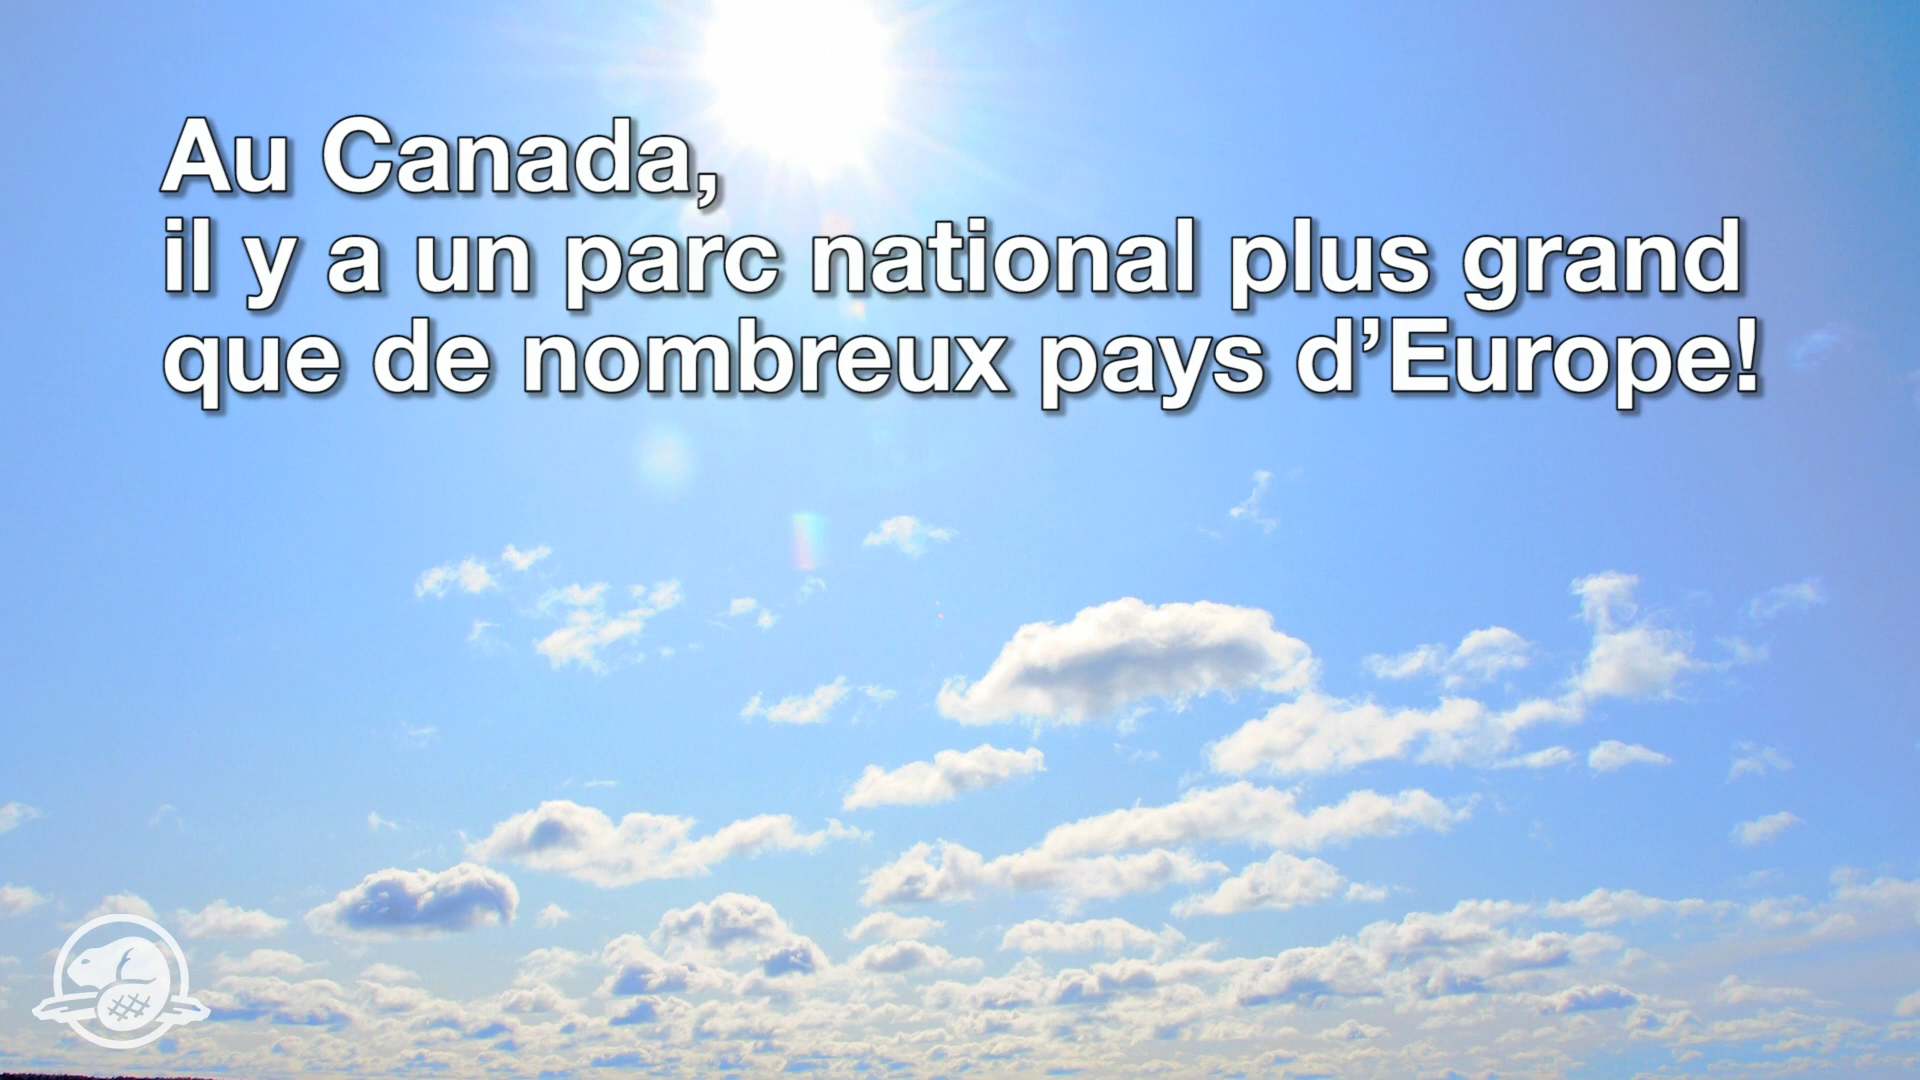 Au Canada,
il y a un parc national plus grand
que de nombreux pays d’Europe!